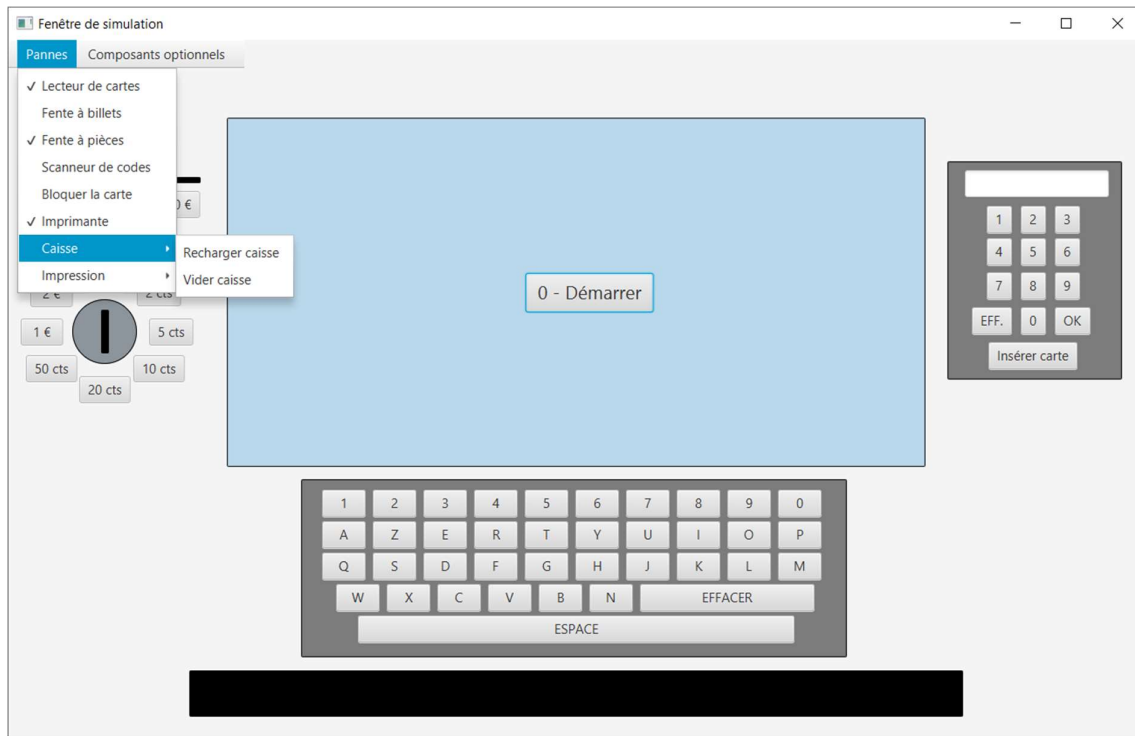 Fenêtre de simulation
Pannes Composants optionnels
✓ Lecteur de cartes
Fente à billets
✓ Fente à pièces
Scanneur de codes
Bloquer la carte
✓ Imprimante
Caisse
Impression
Recharger caisse
Vider caisse
0 €
2 € 2 cts
1 € 5 cts
50 cts 10 cts
20 cts
0 - Démarrer
1 2 3
4 5 6
7 8 9
EFF. 0 OK
Insérer carte
1 2 3 4 5 6 7 8 9 0
A Z E R T Y U I O P
Q S D F G H J K L M
W X C V B N EFFACER
ESPACE